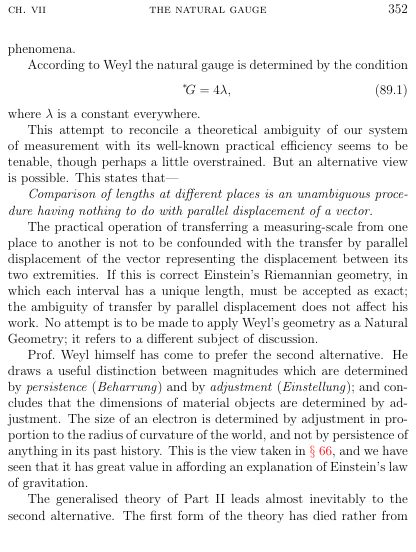 CH. VII THE NATURAL GAUGE 352
phenomena.
According to Weyl the natural gauge is determined by the condition
*G = 4λ, (89.1)
where λ is a constant everywhere.
This attempt to reconcile a theoretical ambiguity of our system
of measurement with its well-known practical efficiency seems to be
tenable, though perhaps a little overstrained. But an alternative view
is possible. This states that—
Comparison of lengths at different places is an unambiguous proce-
dure having nothing to do with parallel displacement of a vector.
The practical operation of transferring a measuring-scale from one
place to another is not to be confounded with the transfer by parallel
displacement of the vector representing the displacement between its
two extremities. If this is correct Einstein's Riemannian geometry, in
which each interval has a unique length, must be accepted as exact;
the ambiguity of transfer by parallel displacement does not affect his
work. No attempt is to be made to apply Weyl's geometry as a Natural
Geometry; it refers to a different subject of discussion.
Prof. Weyl himself has come to prefer the second alternative. He
draws a useful distinction between magnitudes which are determined
by persistence (Beharrung) and by adjustment (Einstellung); and con-
cludes that the dimensions of material objects are determined by ad-
justment. The size of an electron is determined by adjustment in pro-
portion to the radius of curvature of the world, and not by persistence of
anything in its past history. This is the view taken in § 66, and we have
seen that it has great value in affording an explanation of Einstein's law
of gravitation.
The generalised theory of Part II leads almost inevitably to the
second alternative. The first form of the theory has died rather from